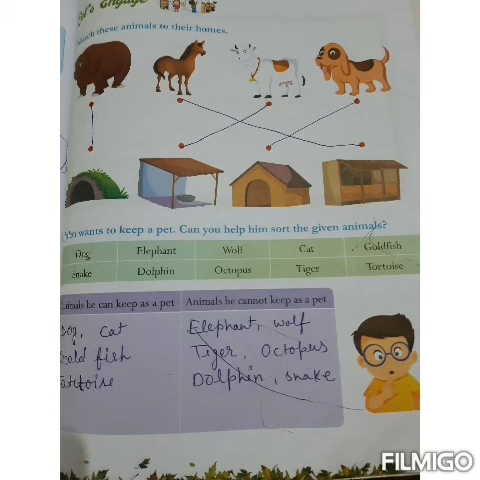 Let's Engage
Match these animals to their homes.
wants to keep a pet. Can you help him sort the given animals?
Dog Elephant Wolf Cat Goldfish
Snake Dolphin Octopus Tiger Tortoise
Animals he can keep as a pet Animals he cannot keep as a pet
Dog, cat Elephant, wolf
Gold fish Tiger, Octopus
Dolphin, snake
FILMIGO